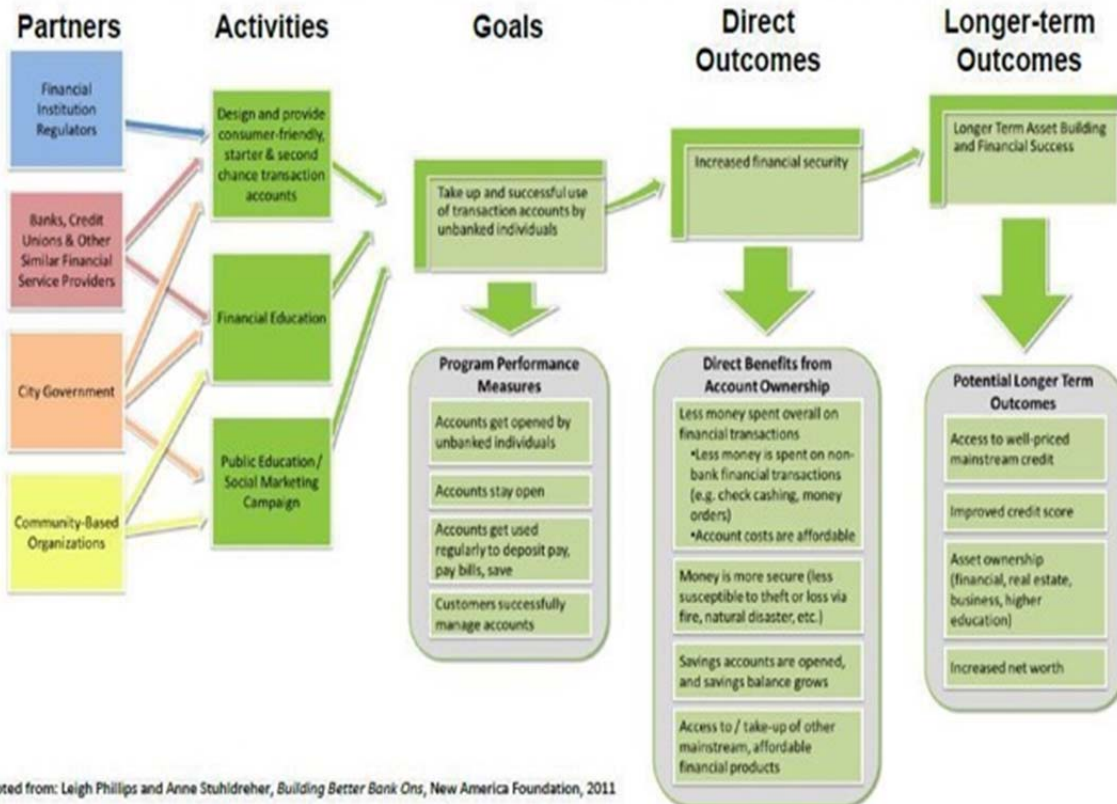 Partners
Activities
Goals
Direct
Outcomes
Longer-term
Outcomes
Financial
Institution
Regulators
Banks, Credit
Unions & Other
Similar Financial
Service Providers
City Government
Community-Based
Organizations
Design and provide
consumer-friendly,
starter & second
chance transaction
accounts
Financial Education
Public Education /
Social Marketing
Campaign
Take up and successful use
of transaction accounts by
unbanked individuals
Program Performance
Measures
Accounts get opened by
unbanked individuals
Accounts stay open
Accounts get used
regularly to deposit pay,
pay bills, save
Customers successfully
manage accounts
Increased financial security
Direct Benefits from
Account Ownership
Less money spent overall on
financial transactions
•Less money is spent on non-
bank financial transactions
(e.g. check cashing, money
orders)
•Account costs are affordable
Money is more secure (less
susceptible to theft or loss via
fire, natural disaster, etc.)
Savings accounts are opened,
and savings balance grows
Access to / take-up of other
mainstream, affordable
financial products
Longer Term Asset Building
and Financial Success
Potential Longer Term
Outcomes
Access to well-priced
mainstream credit
Improved credit score
Asset ownership
(financial, real estate,
business, higher
education)
Increased net worth
from: Leigh Phillips and Anne Stuhldreher, Building Better Bank Ons, New America Foundation, 2011